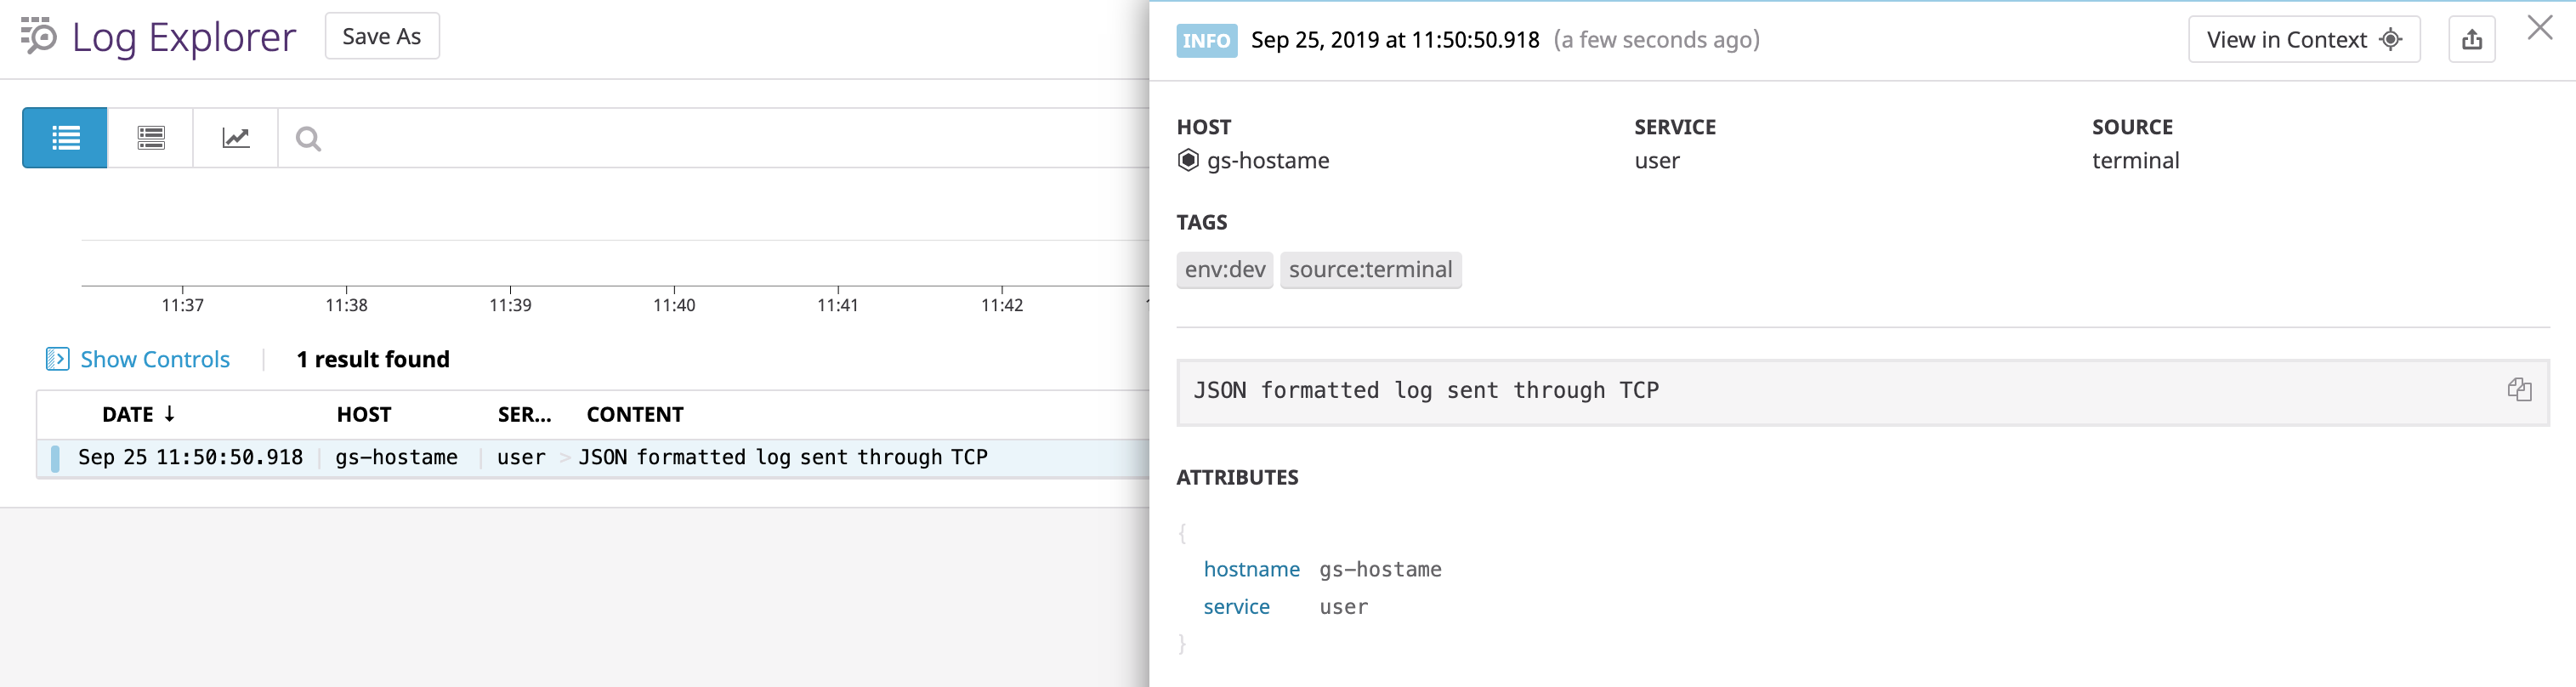 Log Explorer
Save As
11:37
11:38
11:39
11:40
11:41
11:42
Show Controls
1 result found
DATE ↓ HOST SER... CONTENT
Sep 25 11:50:50.918 gs-hostame user > JSON formatted log sent through TCP
INFO Sep 25, 2019 at 11:50:50.918 (a few seconds ago)
View in Context
HOST SERVICE SOURCE
gs-hostame user terminal
TAGS
env:dev source:terminal
JSON formatted log sent through TCP
ATTRIBUTES
{
hostname gs-hostame
service user
}